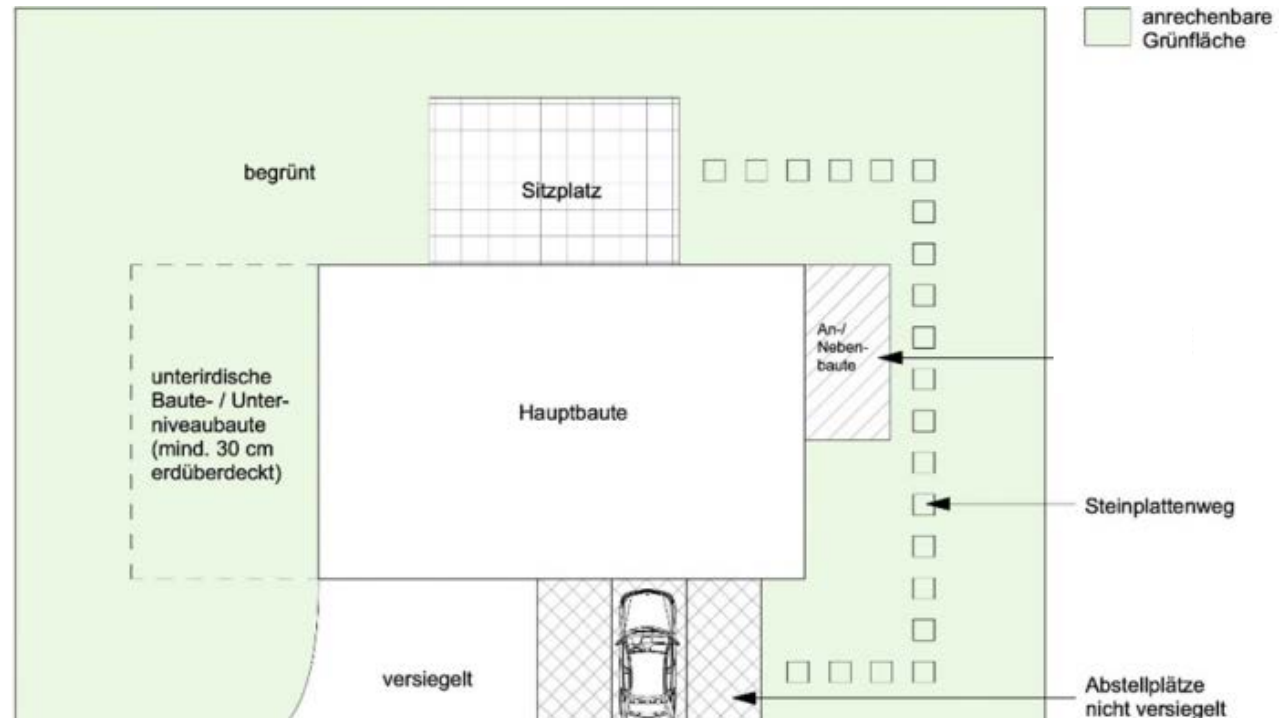 anrechenbare
Grünfläche
begrünt
Sitzplatz
An-/
Neben-
baute
unterirdische
Baute- / Unter-
niveaubaute
(mind. 30 cm
erdüberdeckt)
Hauptbaute
Steinplattenweg
versiegelt
Abstellplätze
nicht versiegelt